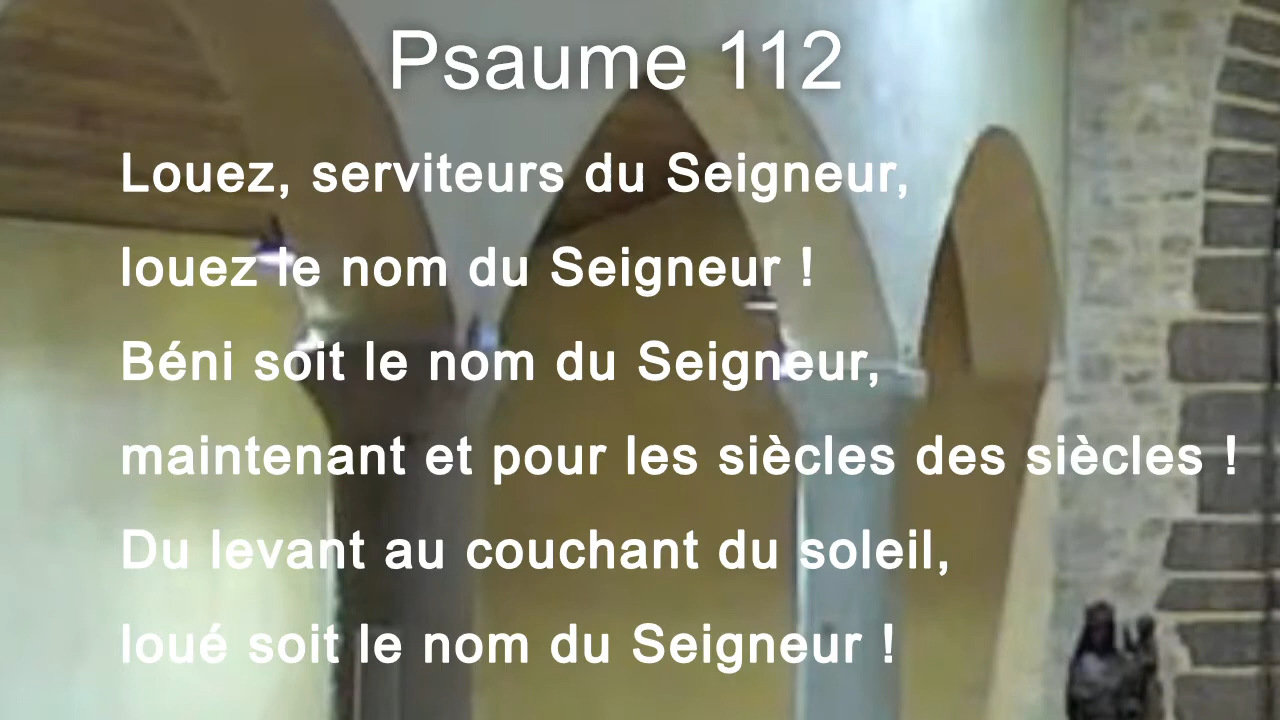 Psaume 112
Louez, serviteurs du Seigneur,
louez le nom du Seigneur !
Béni soit le nom du Seigneur,
maintenant et pour les siècles des siècles !
Du levant au couchant du soleil,
loué soit le nom du Seigneur !